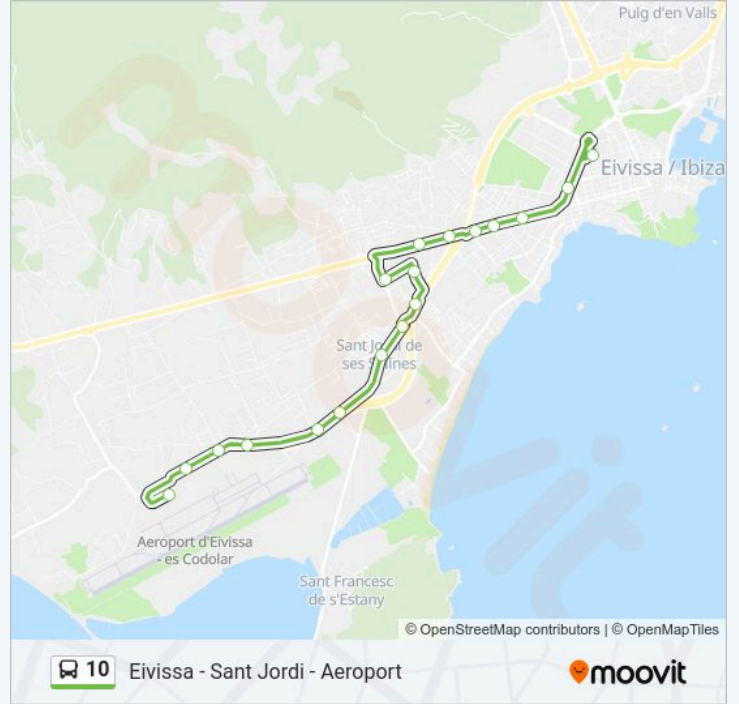 Puig d'en Valls
Eivissa / Ibiza
Sant Jordi de
ses Salines
Aeroport d'Eivissa
- es Codolar
Sant Francesc
de s'Estany
© OpenStreetMap contributors | © OpenMapTiles
10 Eivissa - Sant Jordi - Aeroport
moovit